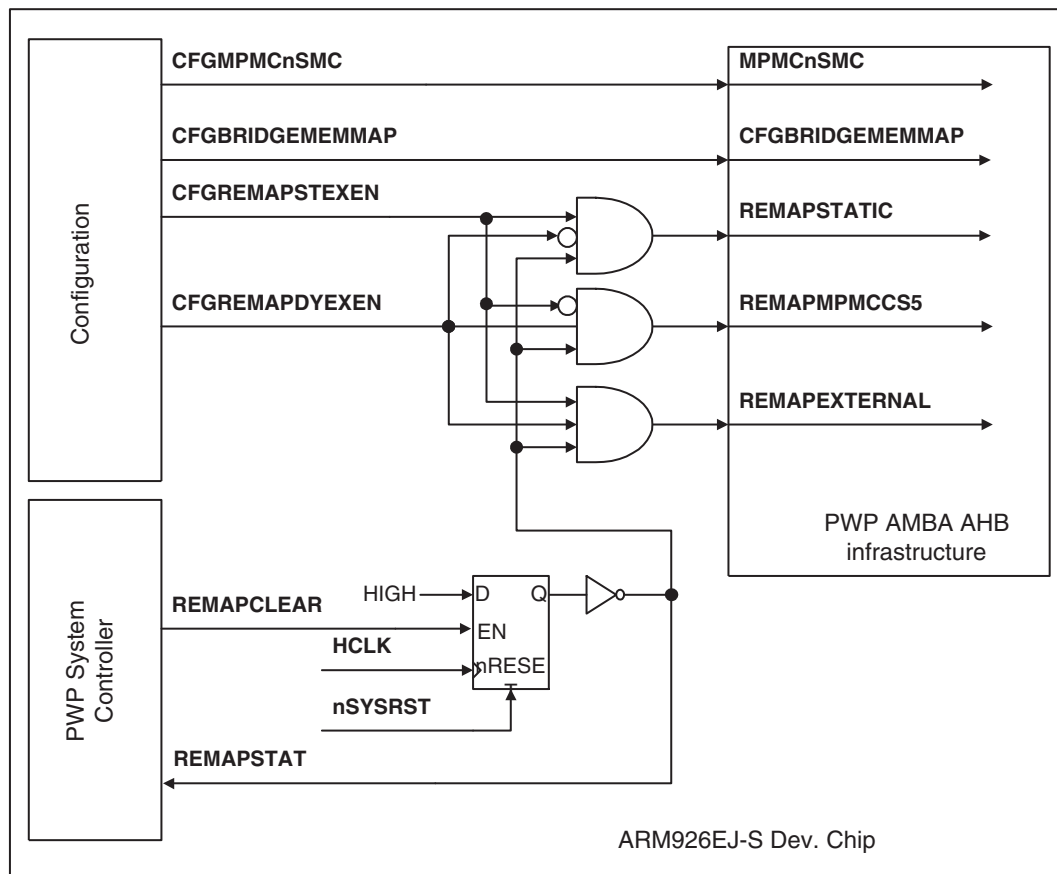 CFGMPMCnSMC
MPMCnSMC
CFGBRIDGEMEMMAP
CFGBRIDGEMEMMAP
CFGREMAPSTEXEN
REMAPSTATIC
Configuration
CFGREMAPDYEXEN
REMAPMPMCCS5
REMAPEXTERNAL
PWP AMBA AHB
infrastructure
PWP System
Controller
HIGH
D
Q
REMAPCLEAR
EN
HCLK
nRESE
T
nSYSRST
REMAPSTAT
ARM926EJ-S Dev. Chip